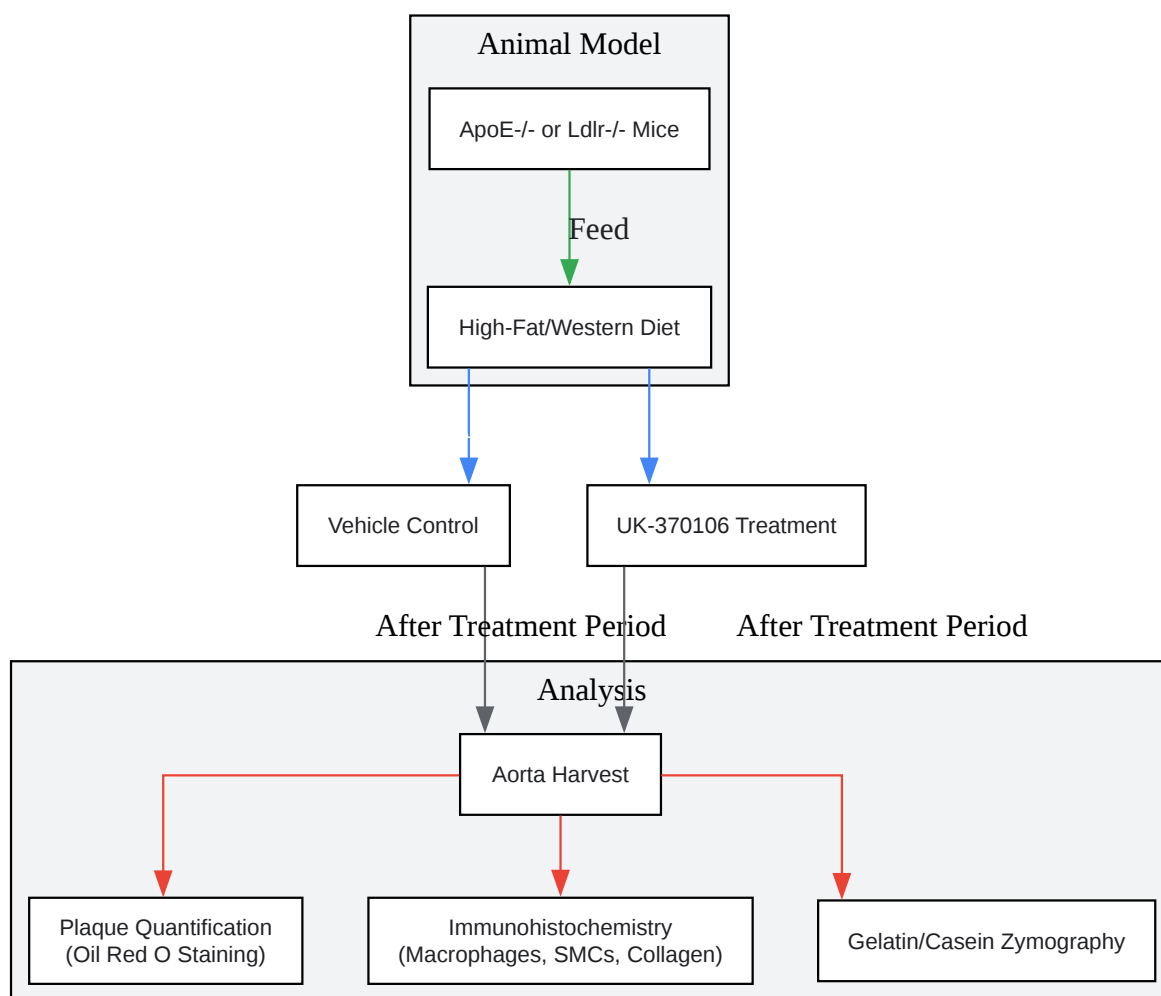 Animal Model
ApoE-/- or Ldlr-/- Mice
Feed
High-Fat/Western Diet
Vehicle Control
UK-370106 Treatment
After Treatment Period
After Treatment Period
Analysis
Aorta Harvest
Plaque Quantification
(Oil Red O Staining)
Immunohistochemistry
(Macrophages, SMCs, Collagen)
Gelatin/Casein Zymography